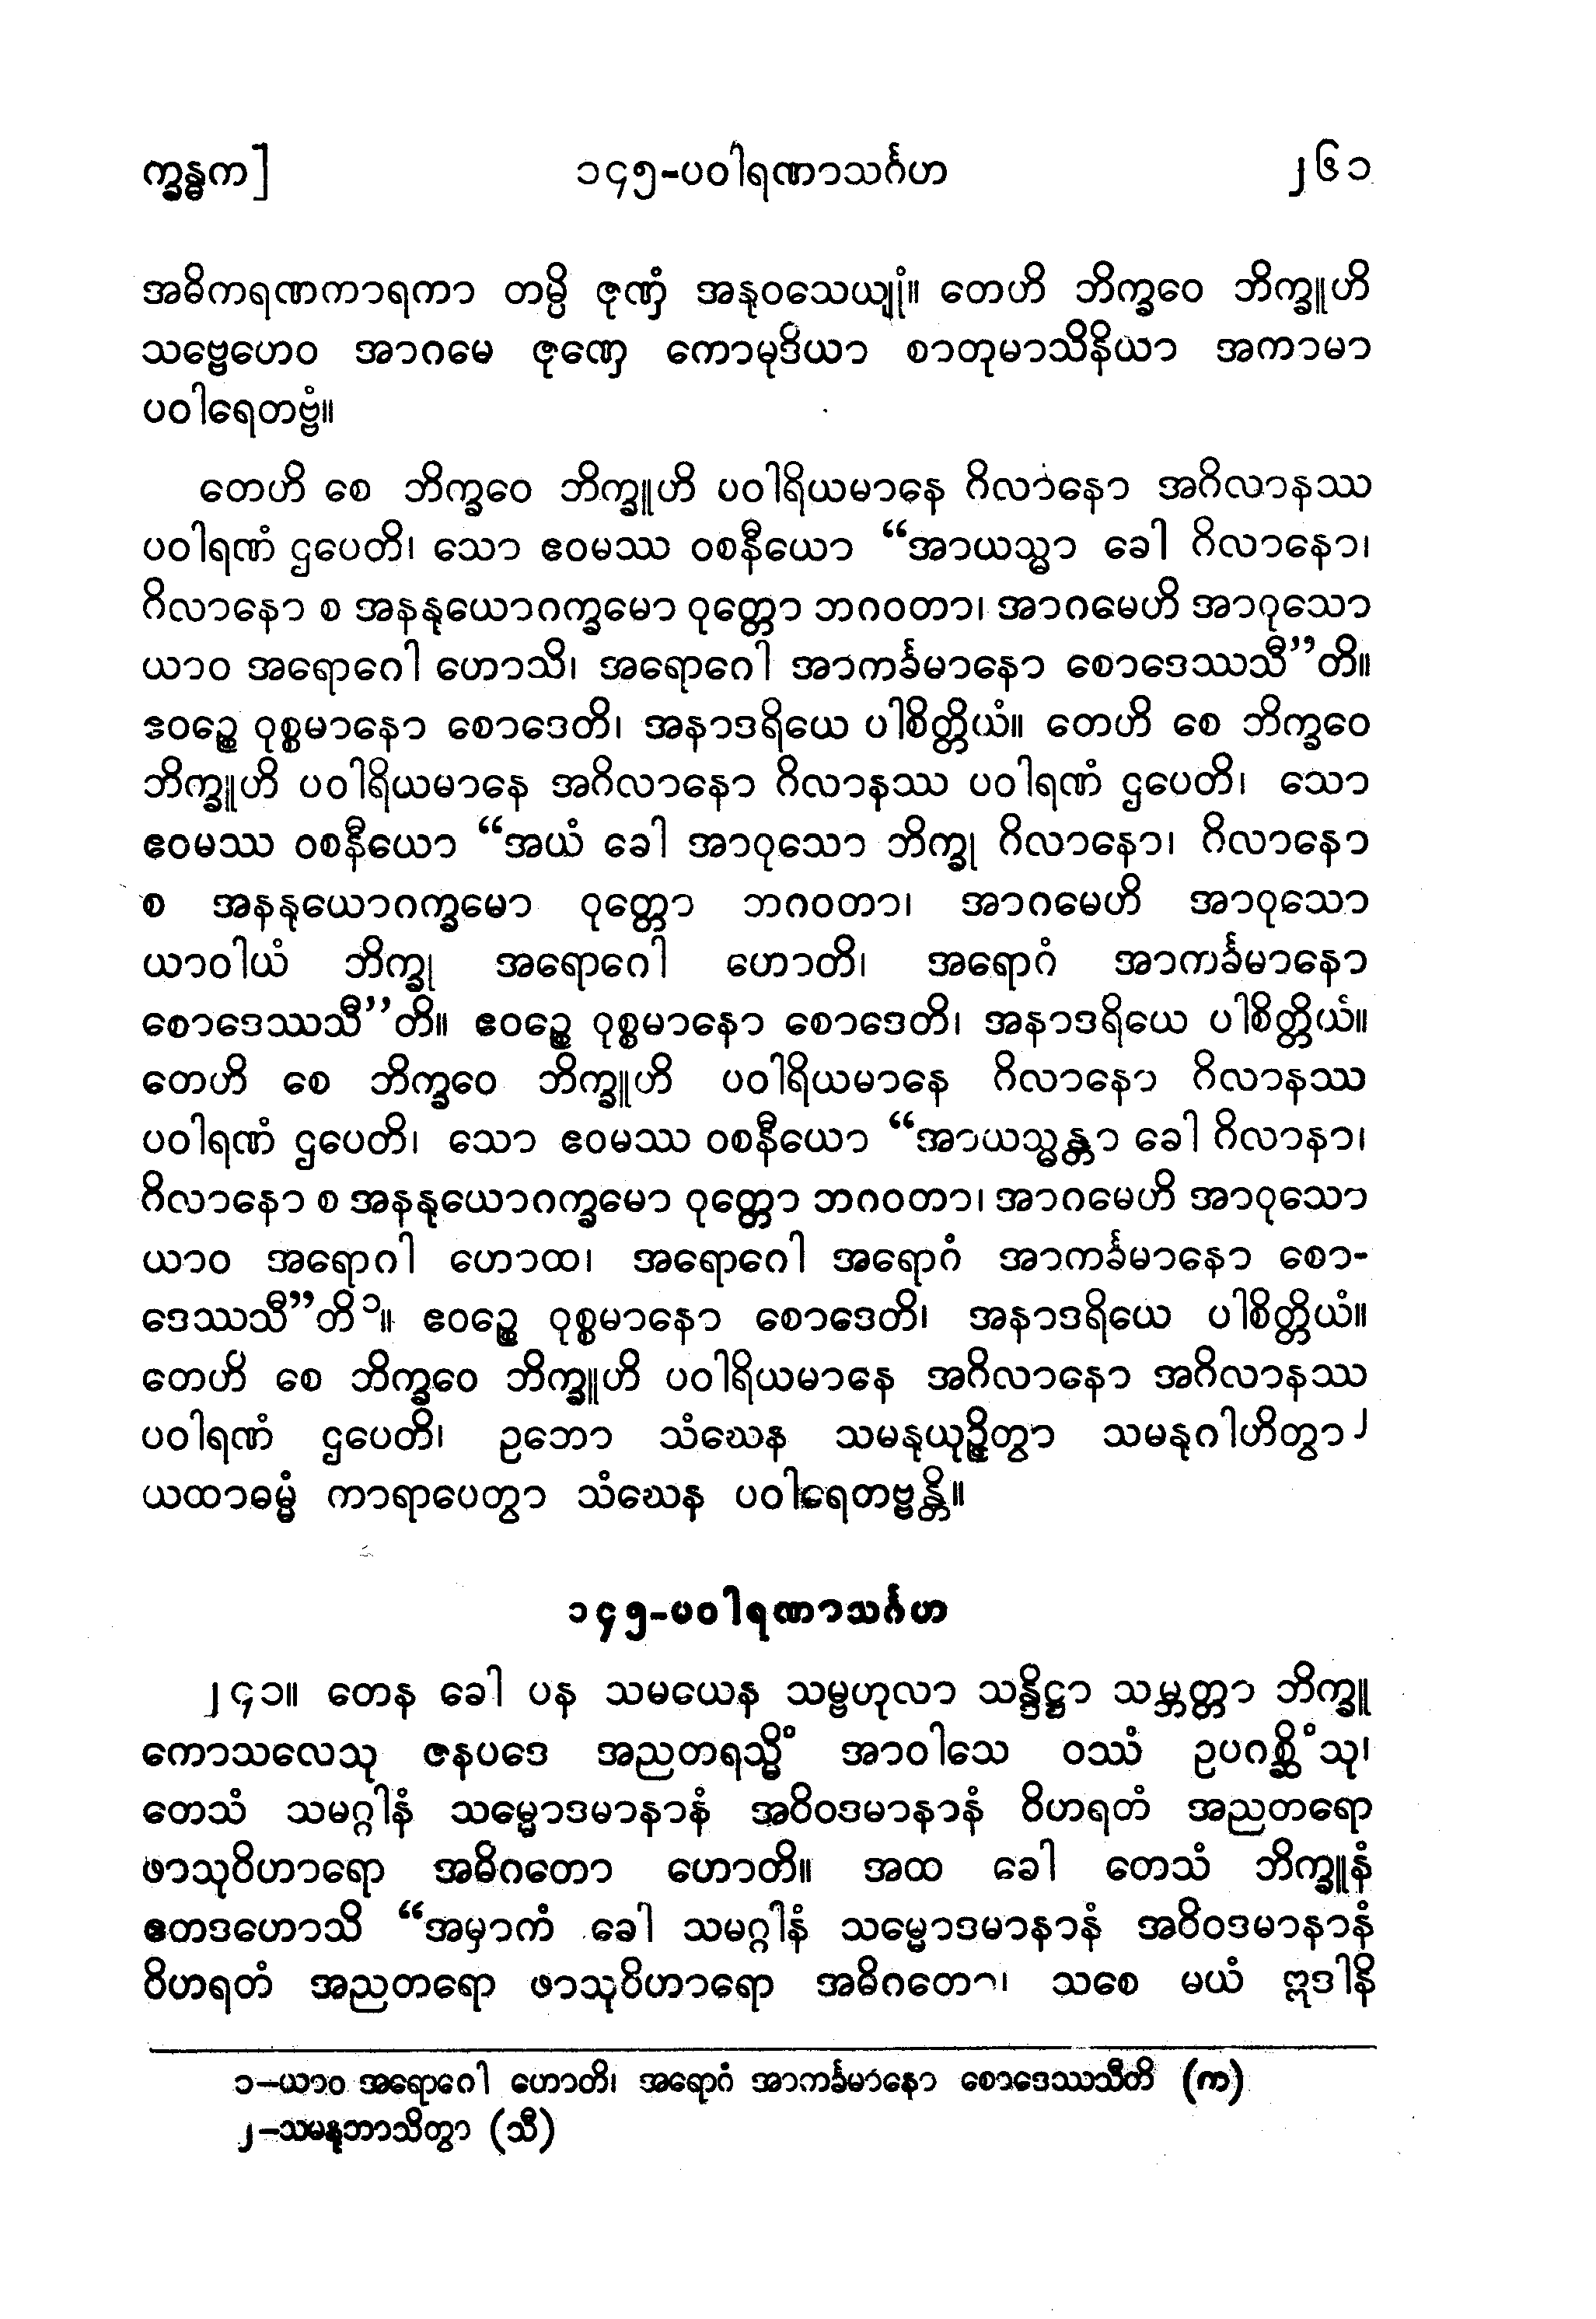 က္ခန္ဓက] ၁၄၅-ပဝါရဏာသင်္ဂဟ ၂၆၁
အဓိကရဏကာရကာ တမ္ပိ ဇုဏှံ အနုဝသေယျုံ။ တေဟိ ဘိက္ခဝေ ဘိက္ခူဟိ
သဗ္ဗေဟေဝ အာဂမေ ဇုဏှေ ကောမုဒိယာ စာတုမာသိနိယာ အကာမာ
ပဝါရေတဗ္ဗံ။
တေဟိ စေ ဘိက္ခဝေ ဘိက္ခူဟိ ပဝါရိယမာနေ ဂိလာနော အဂိလာနဿ
ပဝါရဏံ ဌပေတိ၊ သော ဧဝမဿ ဝစနီယော “အာယသ္မာ ခေါ ဂိလာနော၊
ဂိလာနော စ အနနုယောဂက္ခမော ဝုတ္တော ဘဂဝတာ၊ အာဂမေဟိ အာဝုသော
ယာဝ အရောဂေါ ဟောသိ၊ အရောဂေါ အာကင်္ခမာနော စောဒေဿသီ”တိ။
ဧဝဉ္စေ ဝုစ္စမာနော စောဒေတိ၊ အနာဒရိယေ ပါစိတ္တိယံ။ တေဟိ စေ ဘိက္ခဝေ
ဘိက္ခူဟိ ပဝါရိယမာနေ အဂိလာနော ဂိလာနဿ ပဝါရဏံ ဌပေတိ၊ သော
ဧဝမဿ ဝစနီယော “အယံ ခေါ အာဝုသော ဘိက္ခု ဂိလာနော၊ ဂိလာနော
စ အနနုယောဂက္ခမော ဝုတ္တော ဘဂဝတာ၊ အာဂမေဟိ အာဝုသော
ယာဝါယံ ဘိက္ခု အရောဂေါ ဟောတိ၊ အရောဂံ အာကင်္ခမာနော
စောဒေဿသီ”တိ။ ဧဝဉ္စေ ဝုစ္စမာနော စောဒေတိ၊ အနာဒရိယေ ပါစိတ္တိယံ။
တေဟိ စေ ဘိက္ခဝေ ဘိက္ခူဟိ ပဝါရိယမာနေ ဂိလာနော ဂိလာနဿ
ပဝါရဏံ ဌပေတိ၊ သော ဧဝမဿ ဝစနီယော “အာယသ္မန္တာ ခေါ ဂိလာနာ၊
ဂိလာနော စ အနနုယောဂက္ခမော ဝုတ္တော ဘဂဝတာ၊ အာဂမေဟိ အာဝုသော
ယာဝ အရောဂါ ဟောထ၊ အရောဂေါ အရောဂံ အာကင်္ခမာနော စော-
ဒေဿသီ”တိ၁။ ဧဝဉ္စေ ဝုစ္စမာနော စောဒေတိ၊ အနာဒရိယေ ပါစိတ္တိယံ။
တေဟိ စေ ဘိက္ခဝေ ဘိက္ခူဟိ ပဝါရိယမာနေ အဂိလာနော အဂိလာနဿ
ပဝါရဏံ ဌပေတိ၊ ဥဘော သံဃေန သမနုယုဉ္ဇိတွာ သမနုဂါဟိတွာ၂
ယထာဓမ္မံ ကာရာပေတွာ သံဃေန ပဝါရေတဗ္ဗန္တိ။
၁၄၅-ပဝါရဏာသင်္ဂဟ
၂၄၁။ တေန ခေါ ပန သမယေန သမ္ဗဟုလာ သန္ဒိဋ္ဌာ သမ္ဘတ္တာ ဘိက္ခူ
ကောသလေသု ဇနပဒေ အညတရသ္မိံ အာဝါသေ ဝဿံ ဥပဂစ္ဆိံသု၊
တေသံ သမဂ္ဂါနံ သမ္မောဒမာနာနံ အဝိဝဒမာနာနံ ဝိဟရတံ အညတရော
ဖာသုဝိဟာရော အဓိဂတော ဟောတိ။ အထ ခေါ တေသံ ဘိက္ခူနံ
ဧတဒဟောသိ “အမှာကံ ခေါ သမဂ္ဂါနံ သမ္မောဒမာနာနံ အဝိဝဒမာနာနံ
ဝိဟရတံ အညတရော ဖာသုဝိဟာရော အဓိဂတော၊ သစေ မယံ ဣဒါနိ
၁–ယာဝ အရောဂေါ ဟောတိ၊ အရောဂံ အာကင်္ခမာနော စောဒေဿသီတိ (က)
၂–သမနုဘာသိတွာ (သီ)